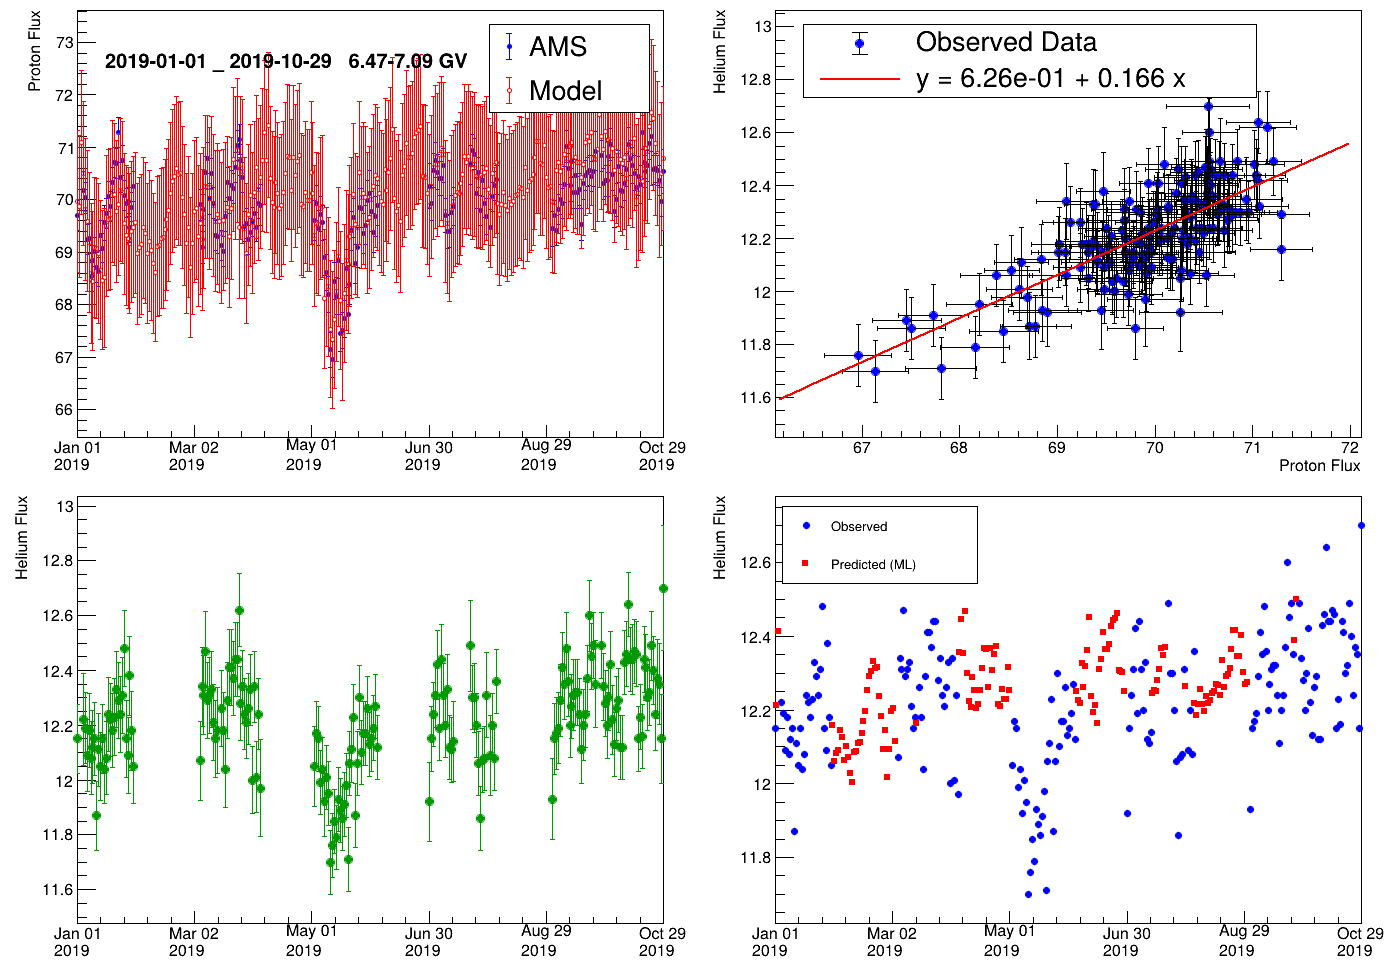 Proton Flux
73
72
71
70
69
68
67
66
2019-01-01 _ 2019-10-29 6.47-7.09 GV
AMS
Model
Jan 01
2019
Mar 02
2019
May 01
2019
Jun 30
2019
Aug 29
2019
Oct 29
2019
Helium Flux
13
12.8
12.6
12.4
12.2
12
11.8
11.6
Observed Data
y = 6.26e-01 + 0.166 x
67
68
69
70
71
72
Proton Flux
Helium Flux
13
12.8
12.6
12.4
12.2
12
11.8
11.6
Jan 01
2019
Mar 02
2019
May 01
2019
Jun 30
2019
Aug 29
2019
Oct 29
2019
Helium Flux
12.6
12.4
12.2
12
11.8
Observed
Predicted (ML)
Jan 01
2019
Mar 02
2019
May 01
2019
Jun 30
2019
Aug 29
2019
Oct 29
2019